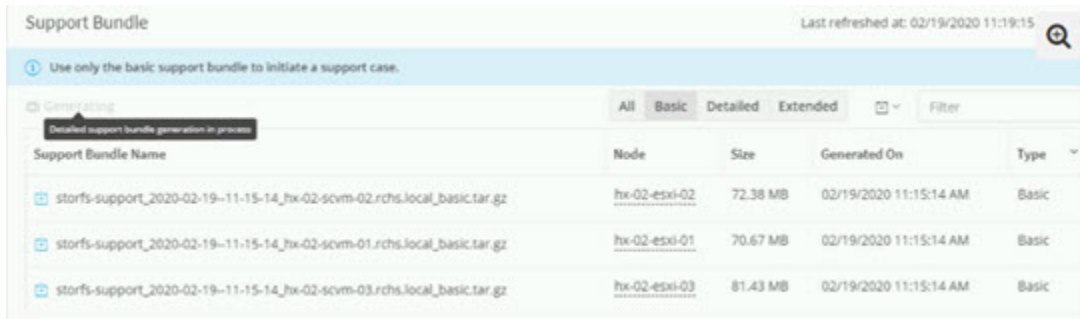 Support Bundle Last refreshed at: 02/19/2020 11:19:15
Use only the basic support bundle to initiate a support case.
Generating All Basic Detailed Extended Filter
Detailed support bundle generation in process
Support Bundle Name Node Size Generated On Type
storfs-support_2020-02-19--11-15-14_hx-02-scvm-02.rchs.local_basic.tar.gz hx-02-esxi-02 72.38 MB 02/19/2020 11:15:14 AM Basic
storfs-support_2020-02-19--11-15-14_hx-02-scvm-01.rchs.local_basic.tar.gz hx-02-esxi-01 70.67 MB 02/19/2020 11:15:14 AM Basic
storfs-support_2020-02-19--11-15-14_hx-02-scvm-03.rchs.local_basic.tar.gz hx-02-esxi-03 81.43 MB 02/19/2020 11:15:14 AM Basic